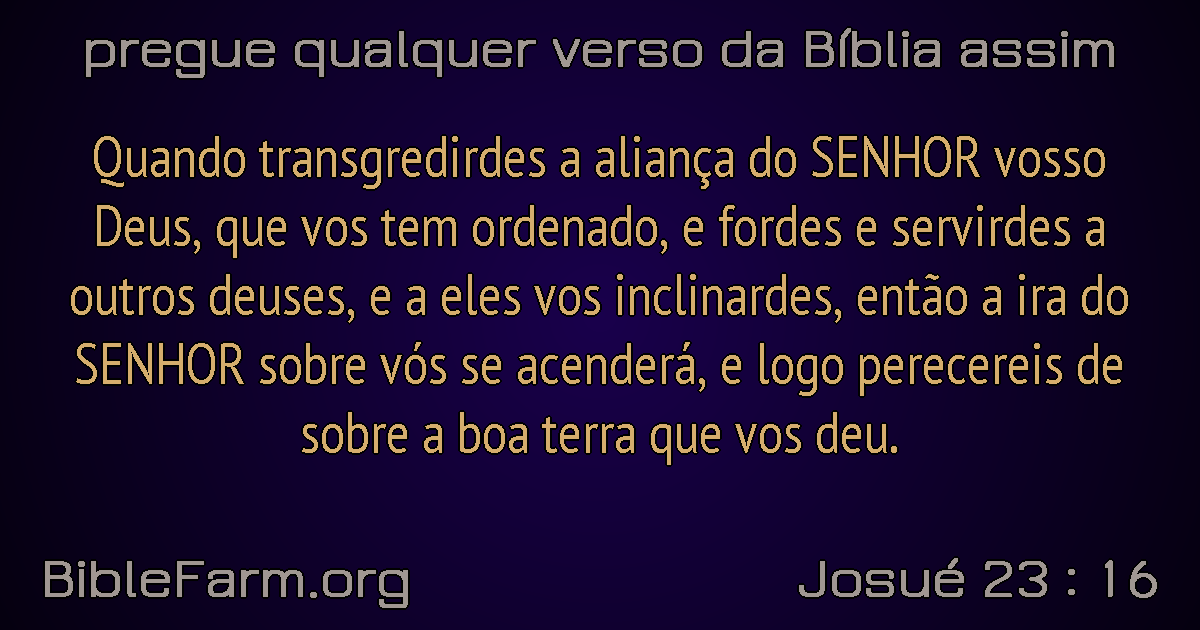 pregue qualquer verso da Bíblia assim
Quando transgredirdes a aliança do SENHOR vosso
Deus, que vos tem ordenado, e fordes e servirdes a
outros deuses, e a eles vos inclinardes, então a ira do
SENHOR sobre vós se acenderá, e logo perecereis de
sobre a boa terra que vos deu.
BibleFarm.org
Josué 23 : 16